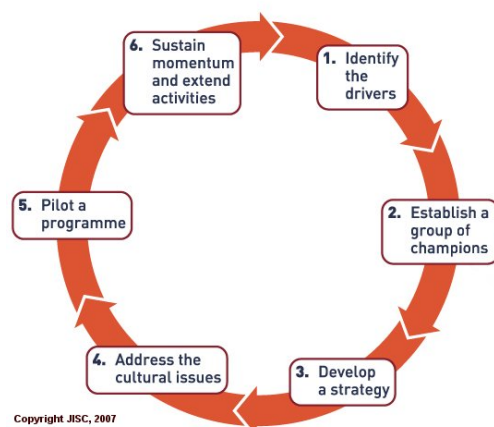 1. Identify
the
drivers
2. Establish a
group of
champions
3. Develop
a strategy
4. Address the
cultural issues
5. Pilot a
programme
6. Sustain
momentum
and extend
activities
Copyright JISC, 2007